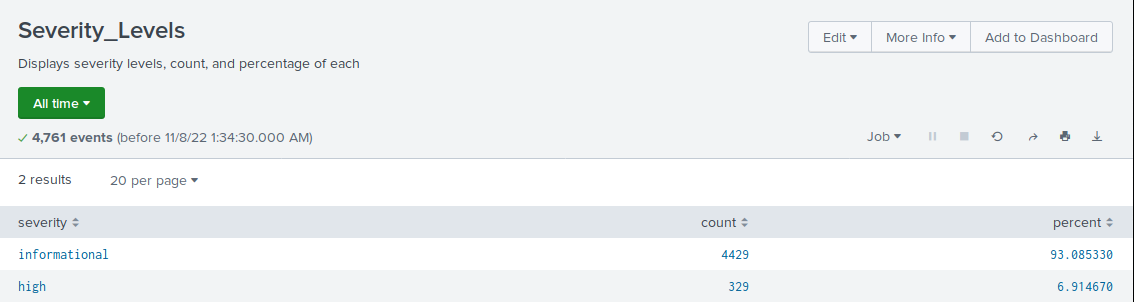 Severity_Levels
Edit More Info Add to Dashboard
Displays severity levels, count, and percentage of each
All time
4,761 events (before 11/8/22 1:34:30.000 AM)
Job
2 results 20 per page
severity count percent
informational 4429 93.085330
high 329 6.914670